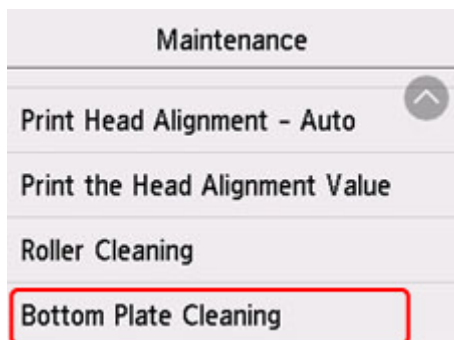 Maintenance
Print Head Alignment - Auto
Print the Head Alignment Value
Roller Cleaning
Bottom Plate Cleaning